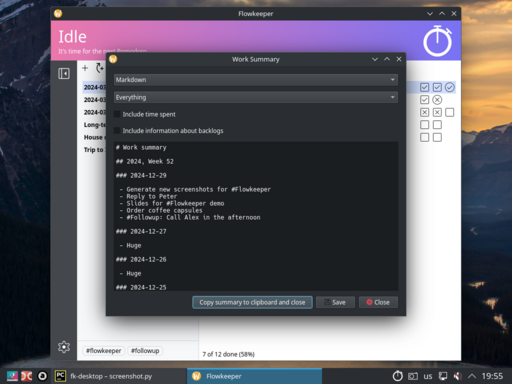 Flowkeeper
Idle
It's time for the next Pomodoro
Work Summary
Markdown
Everything
Include time spent
Include information about backlogs
# Work summary
## 2024, Week 52
### 2024-12-29
- Generate new screenshots for #Flowkeeper
- Reply to Peter
- Slides for #Flowkeeper demo
- Order coffee capsules
- #Followup: Call Alex in the afternoon
### 2024-12-27
- Huge
### 2024-12-26
- Huge
### 2024-12-25
Copy summary to clipboard and close
Save
Close
2024-03
2024-03
2024-03
Long-te
House
Trip to
#flowkeeper
#followup
7 of 12 done (58%)
fk-desktop – screenshot.py
Flowkeeper
us
19:55